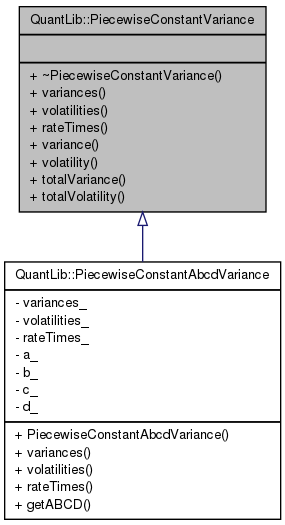 QuantLib::PiecewiseConstantVariance
+ ~PiecewiseConstantVariance()
+ variances()
+ volatilities()
+ rateTimes()
+ variance()
+ volatility()
+ totalVariance()
+ totalVolatility()
QuantLib::PiecewiseConstantAbcdVariance
- variances_
- volatilities_
- rateTimes_
- a_
- b_
- c_
- d_
+ PiecewiseConstantAbcdVariance()
+ variances()
+ volatilities()
+ rateTimes()
+ getABCD()